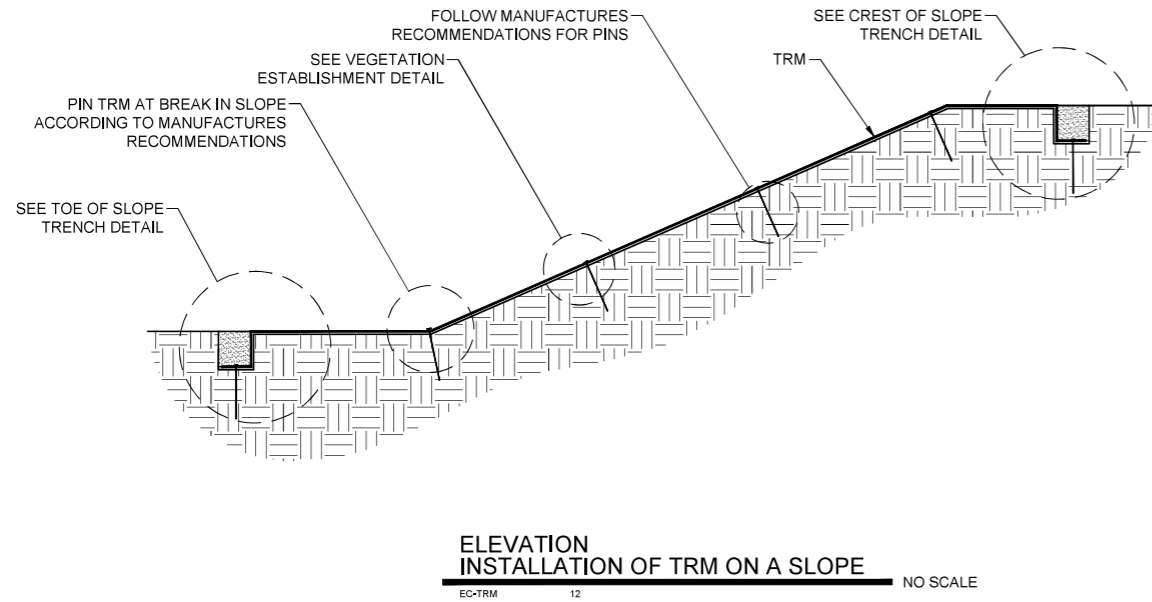 FOLLOW MANUFACTURES
RECOMMENDATIONS FOR PINS
SEE CREST OF SLOPE
TRENCH DETAIL
SEE VEGETATION
ESTABLISHMENT DETAIL
TRM
PIN TRM AT BREAK IN SLOPE
ACCORDING TO MANUFACTURES
RECOMMENDATIONS
SEE TOE OF SLOPE
TRENCH DETAIL
ELEVATION
INSTALLATION OF TRM ON A SLOPE
NO SCALE
EC-TRM 12